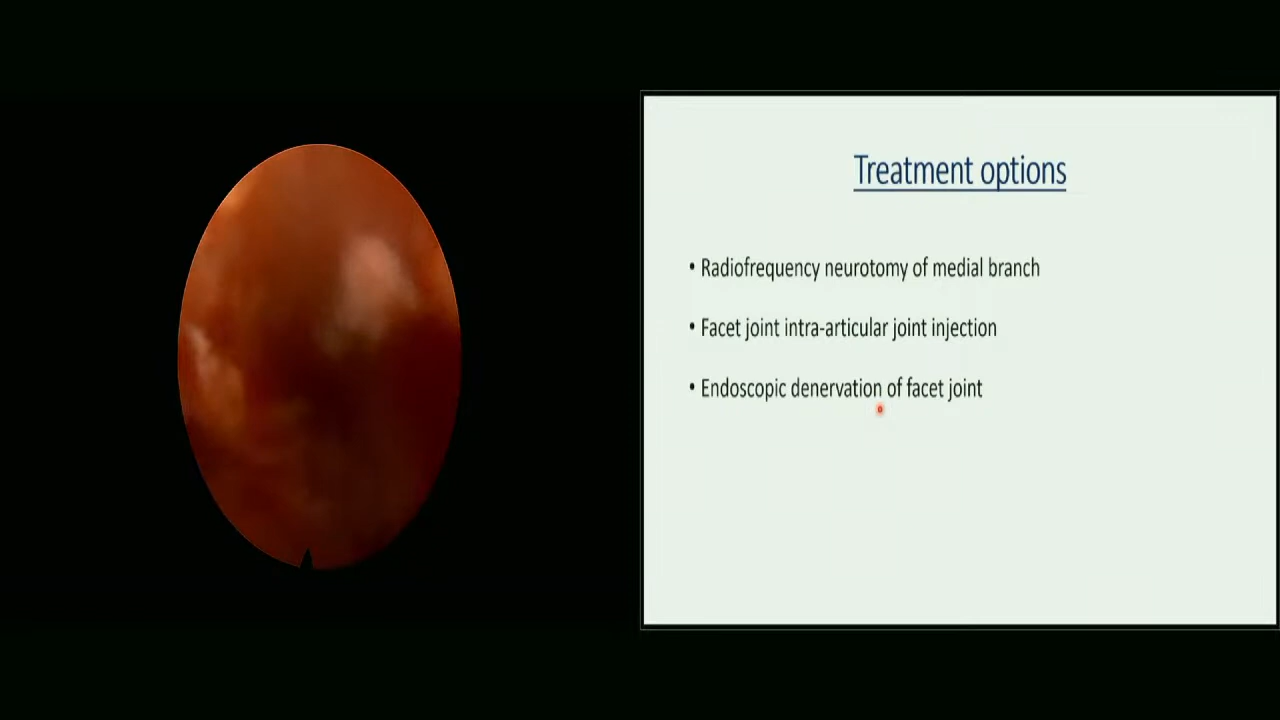 Treatment options
• Radiofrequency neurotomy of medial branch
• Facet joint intra-articular joint injection
• Endoscopic denervation of facet joint